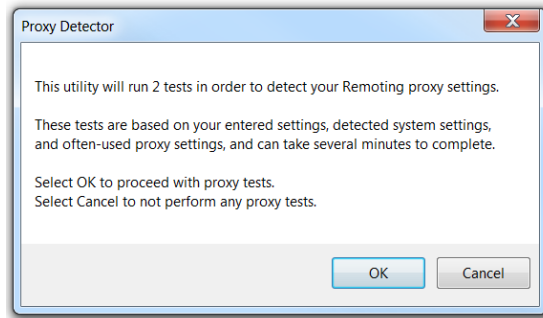 Proxy Detector
This utility will run 2 tests in order to detect your Remoting proxy settings.
These tests are based on your entered settings, detected system settings,
and often-used proxy settings, and can take several minutes to complete.
Select OK to proceed with proxy tests.
Select Cancel to not perform any proxy tests.
OK
Cancel